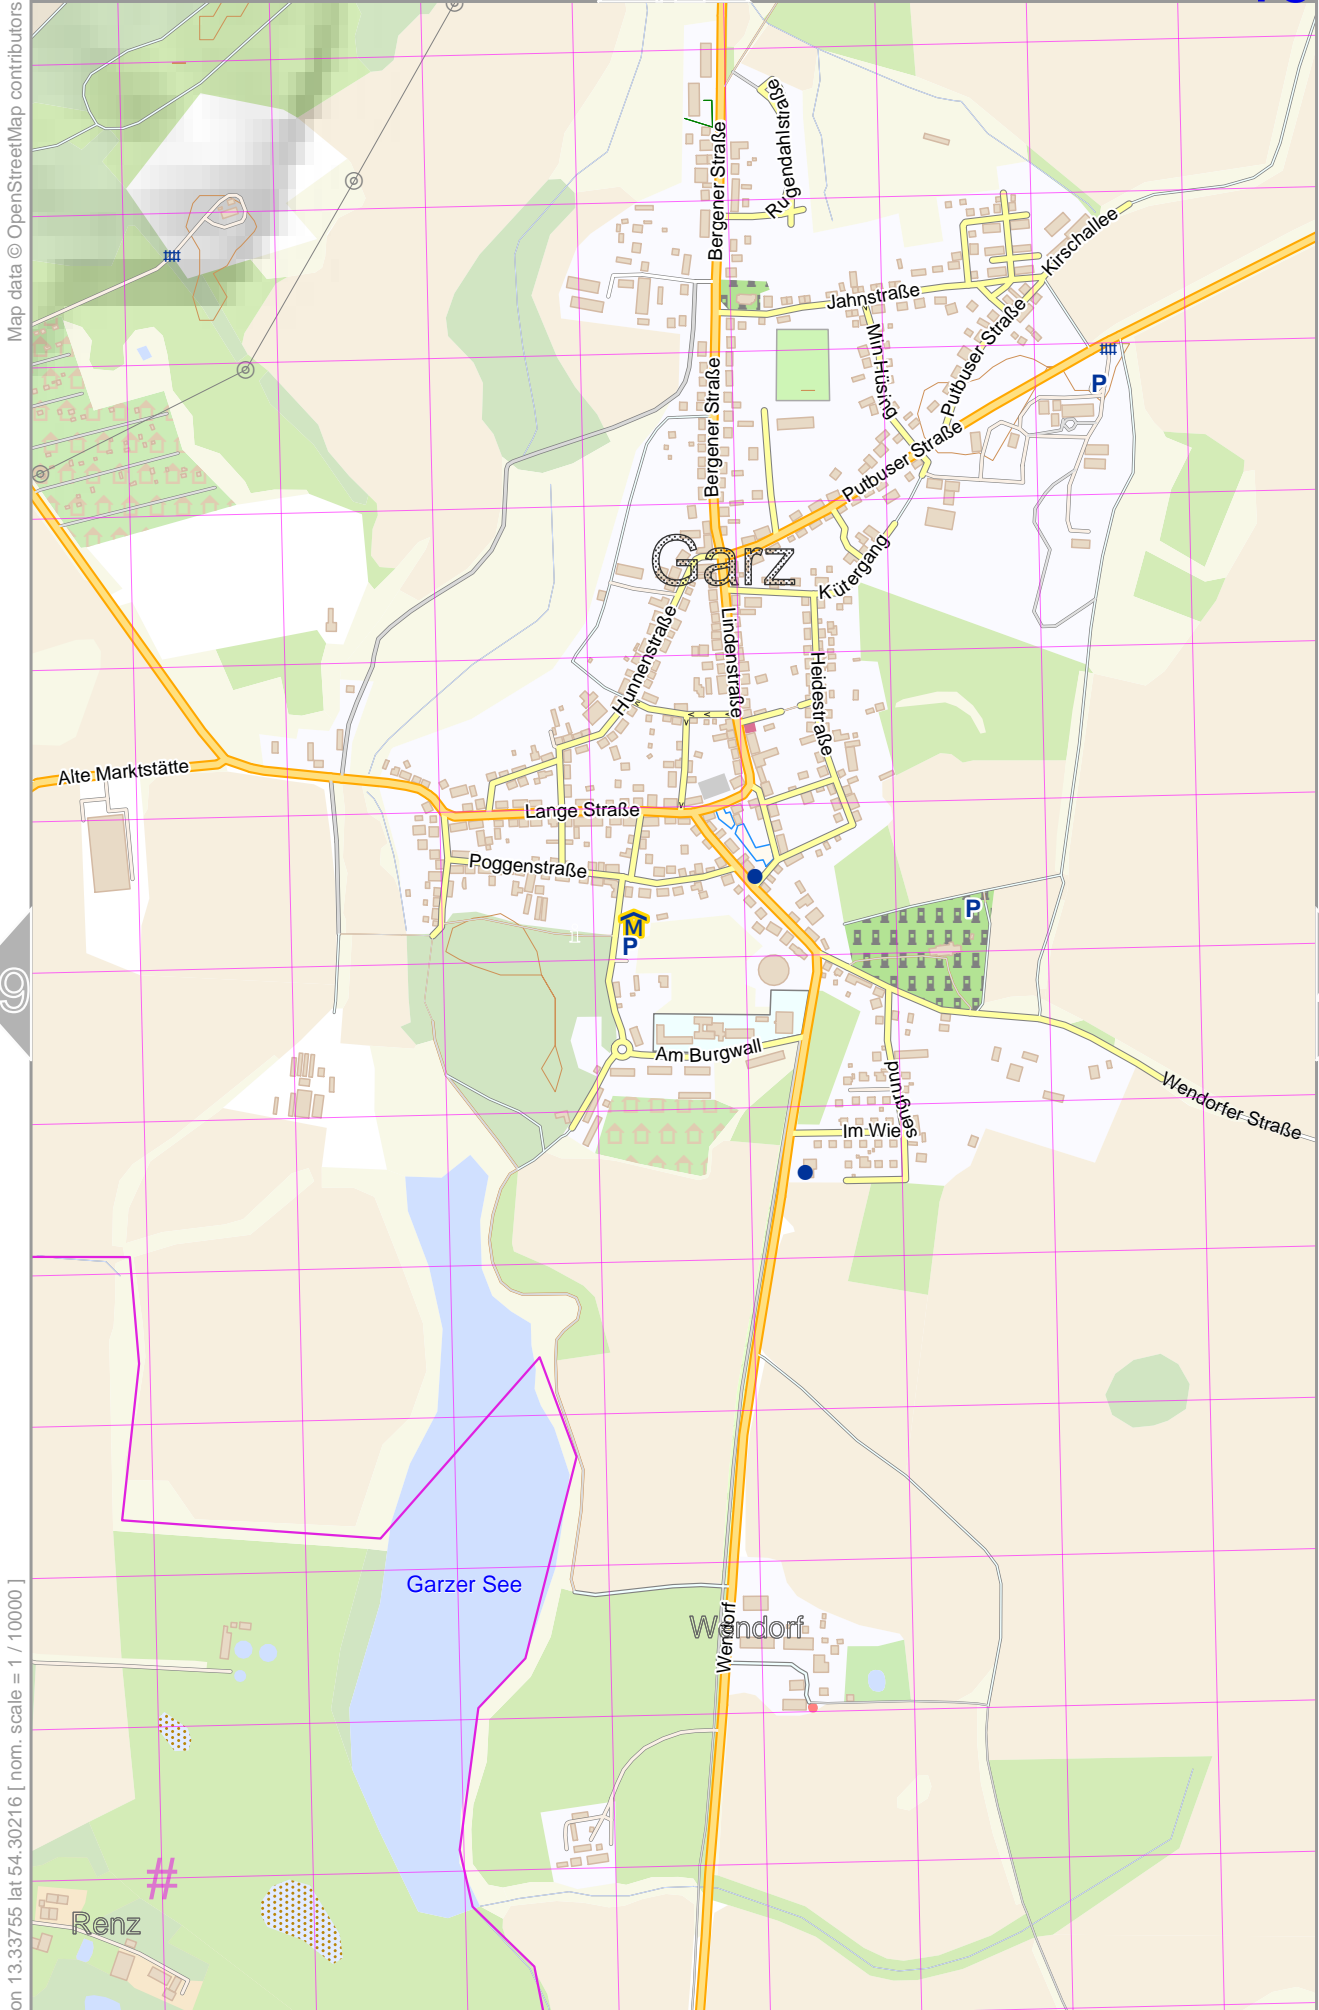 Map data © OpenStreetMap contributors
Rugendahlstraße
Bergener Straße
Kirschallee
Jahnstraße
Min Hüsing
Putbuser Straße
P
Bergener Straße
Putbuser Straße
Garz
Kütergang
Hunnenstraße
Lindenstraße
Heidestraße
Alte Marktstätte
Lange Straße
Poggenstraße
P
M
P
9
Am Burgwall
Wendorfer Straße
Im Wiesengrund
Garzer See
Wendorf
Wendorf
#
Renz
on 13.33755 lat 54.30216 [ nom. scale = 1 / 10000 ]